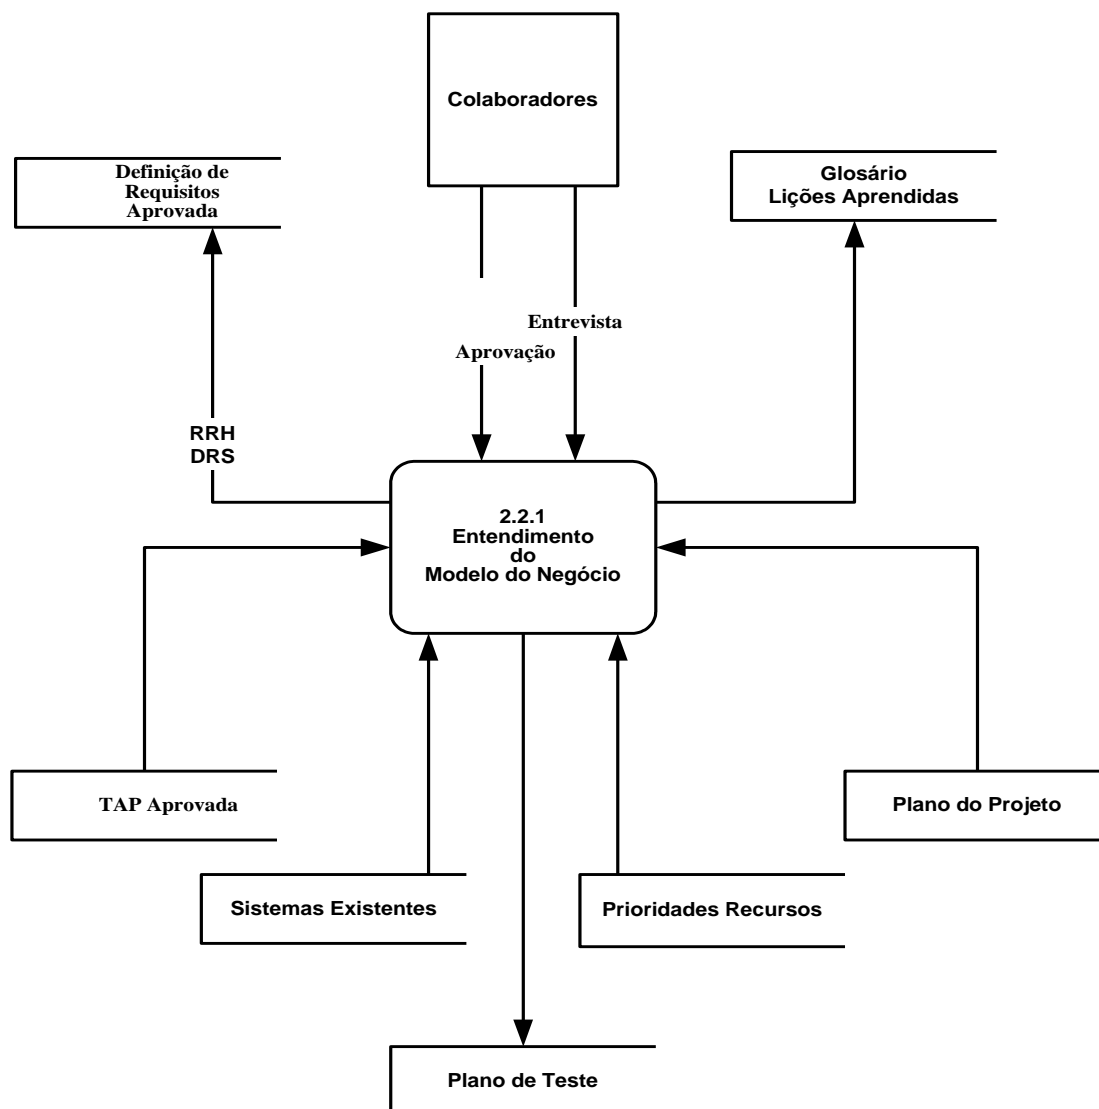 Colaboradores
Definição de
Requisitos
Aprovada
Glosário
Lições Aprendidas
Entrevista
Aprovação
RRH
DRS
2.2.1
Entendimento
do
Modelo do Negócio
TAP Aprovada
Plano do Projeto
Sistemas Existentes
Prioridades Recursos
Plano de Teste